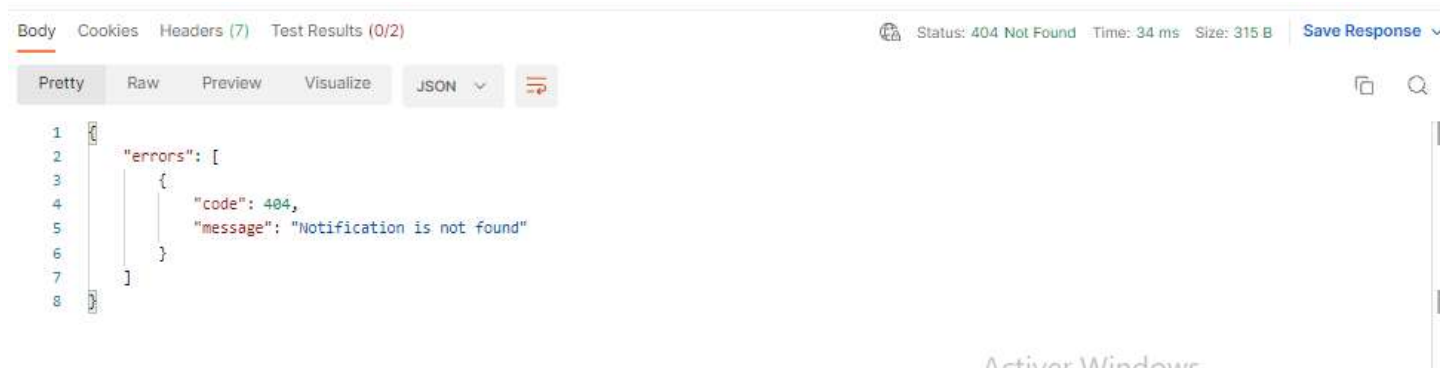 Body Cookies Headers (7) Test Results (0/2) Status: 404 Not Found Time: 34 ms Size: 315 B Save Response
Pretty Raw Preview Visualize JSON
1 {
2 "errors": [
3 {
4 "code": 404,
5 "message": "Notification is not found"
6 }
7 ]
8 }
Activer Windows